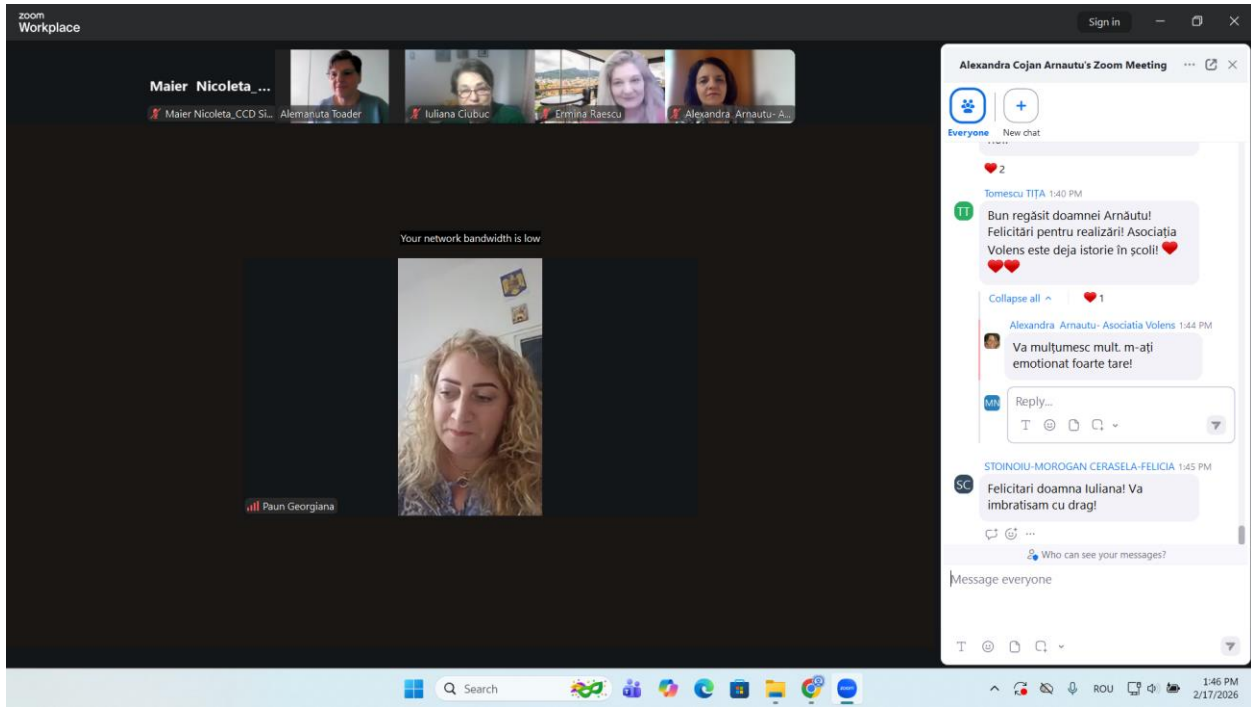 zoom
Workplace
Sign in
Maier Nicoleta_...
Maier Nicoleta_CCD Si...
Alemanuta Toader
Iuliana Ciubuc
Ermina Raescu
Alexandra Arnautu- A...
Your network bandwidth is low
Paun Georgiana
Alexandra Cojan Arnautu's Zoom Meeting
Everyone
New chat
2
Tomescu TIȚA 1:40 PM
TT
Bun regăsit doamnei Arnăutu!
Felicitări pentru realizări! Asociația
Volens este deja istorie în școli!
Collapse all
1
Alexandra Arnautu- Asociatia Volens 1:44 PM
Va mulțumesc mult. m-ați
emotionat foarte tare!
MN
Reply...
STOINOIU-MOROGAN CERASELA-FELICIA 1:45 PM
SC
Felicitari doamna Iuliana! Va
imbratisam cu drag!
Who can see your messages?
Message everyone
Search
zoom
ROU
1:46 PM
2/17/2026